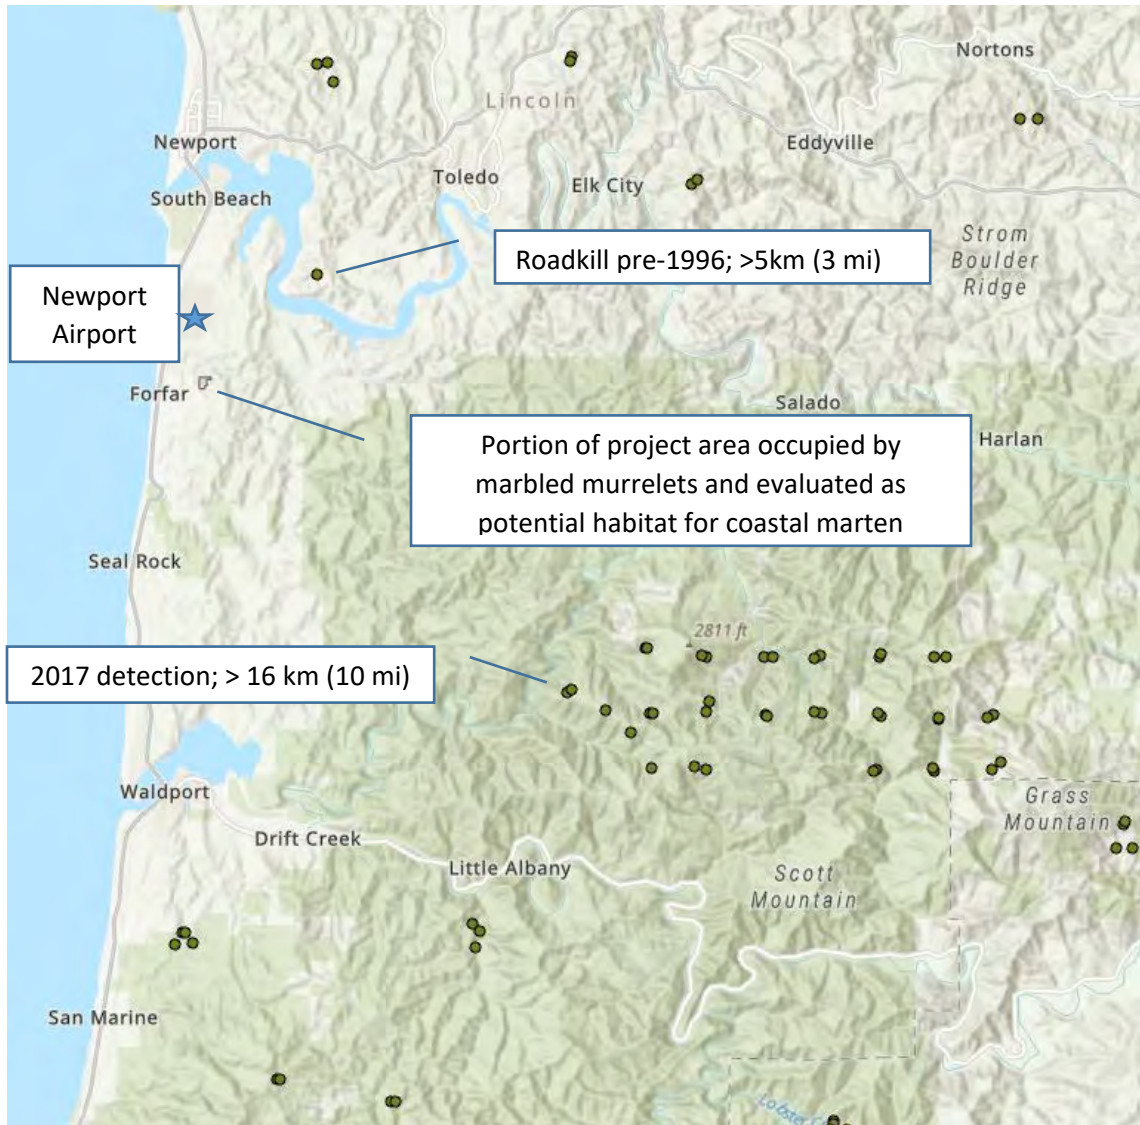 Nortons
Lincoln
Newport
Eddyville
Toledo
Elk City
South Beach
Strom
Boulder
Ridge
Roadkill pre-1996; >5km (3 mi)
Newport
Airport
Forfar
Salado
Harlan
Portion of project area occupied by
marbled murrelets and evaluated as
potential habitat for coastal marten
Seal Rock
2811 ft
2017 detection; > 16 km (10 mi)
Waldport
Grass
Mountain
Drift Creek
Little Albany
Scott
Mountain
San Marine
Lobster